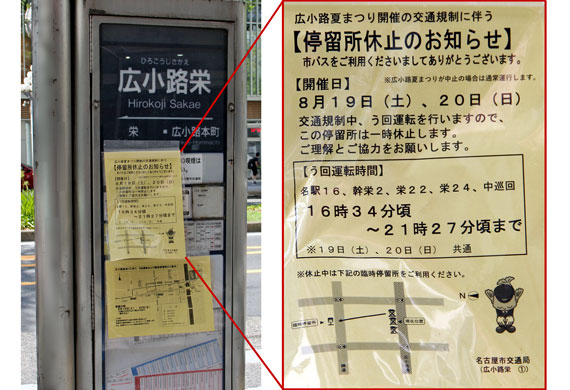 ひろこうじさかえ
広小路栄
Hirokoji Sakae
栄
広小路本町
広小路夏まつり開催の交通規制に伴う
【停留所休止のお知らせ】
市バスをご利用くださいましてありがとうございます。
【開催日】
※広小路夏まつりが中止の場合は通常運行します。
8月19日（土）、20日（日）
交通規制中、う回運転を行いますので、
この停留所は一時休止します。
ご理解とご協力をお願いします。
【う回運転時間】
名駅16、幹栄2、栄22、栄24、中巡回
16時34分頃
～21時27分頃まで
※19日（土）、20日（日） 共通
※休止中は下記の臨時停留所をご利用ください。
N
臨時停留所
現在位置
名古屋市交通局
（広小路栄 ①）